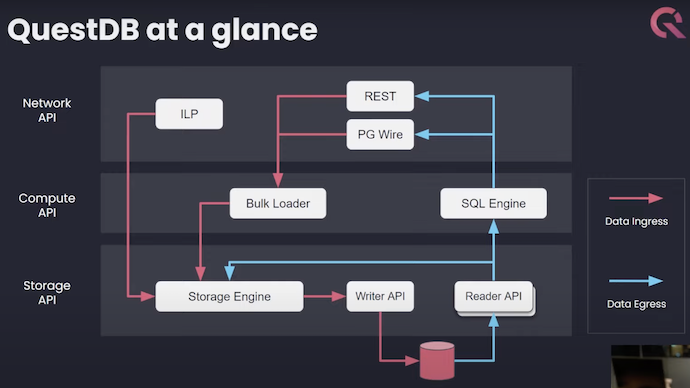 QuestDB at a glance
Network
API
ILP
REST
PG Wire
Compute
API
Bulk Loader
SQL Engine
Storage
API
Storage Engine
Writer API
Reader API
Data Ingress
Data Egress